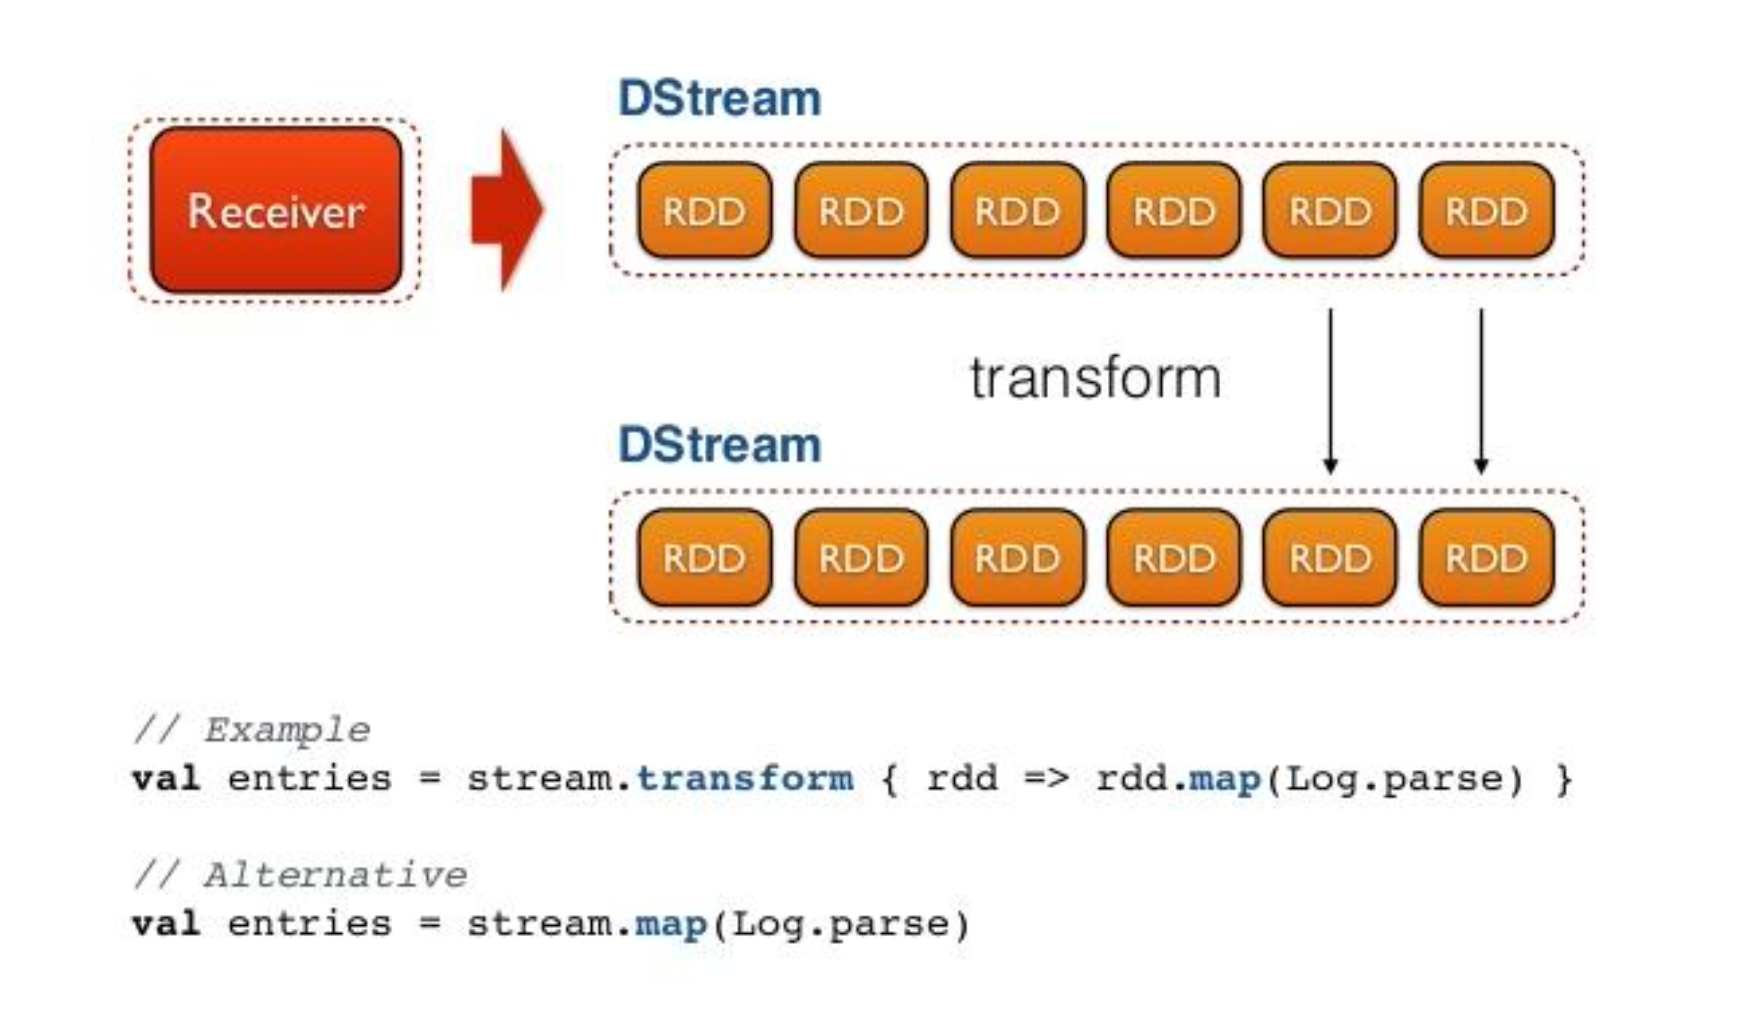 DStream
Receiver
RDD RDD RDD RDD RDD RDD
transform
DStream
RDD RDD RDD RDD RDD RDD
// Example
val entries = stream.transform { rdd => rdd.map(Log.parse) }
// Alternative
val entries = stream.map(Log.parse)